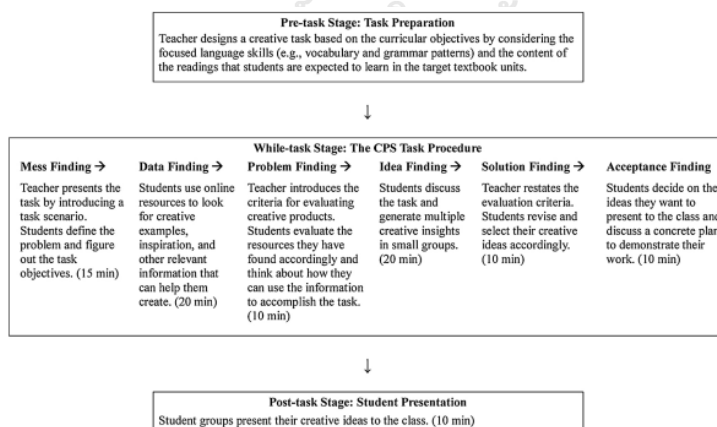 Pre-task Stage: Task Preparation
Teacher designs a creative task based on the curricular objectives by considering the
focused language skills (e.g., vocabulary and grammar patterns) and the content of
the readings that students are expected to learn in the target textbook units.
↓
While-task Stage: The CPS Task Procedure
Mess Finding →
Teacher presents the
task by introducing a
task scenario.
Students define the
problem and figure
out the task
objectives. (15 min)
Data Finding →
Students use online
resources to look
for creative
examples,
inspiration, and
other relevant
information that
can help them
create. (20 min)
Problem Finding →
Teacher introduces the
criteria for evaluating
creative products.
Students evaluate the
resources they have
found accordingly and
think about how they
can use the information
to accomplish the task.
(10 min)
Idea Finding →
Students discuss
the task and
generate multiple
creative insights
in small groups.
(20 min)
Solution Finding →
Teacher restates the
evaluation criteria.
Students revise and
select their creative
ideas accordingly.
(10 min)
Acceptance Finding
Students decide on the
ideas they want to
present to the class and
discuss a concrete plan
to demonstrate their
work. (10 min)
↓
Post-task Stage: Student Presentation
Student groups present their creative ideas to the class. (10 min)